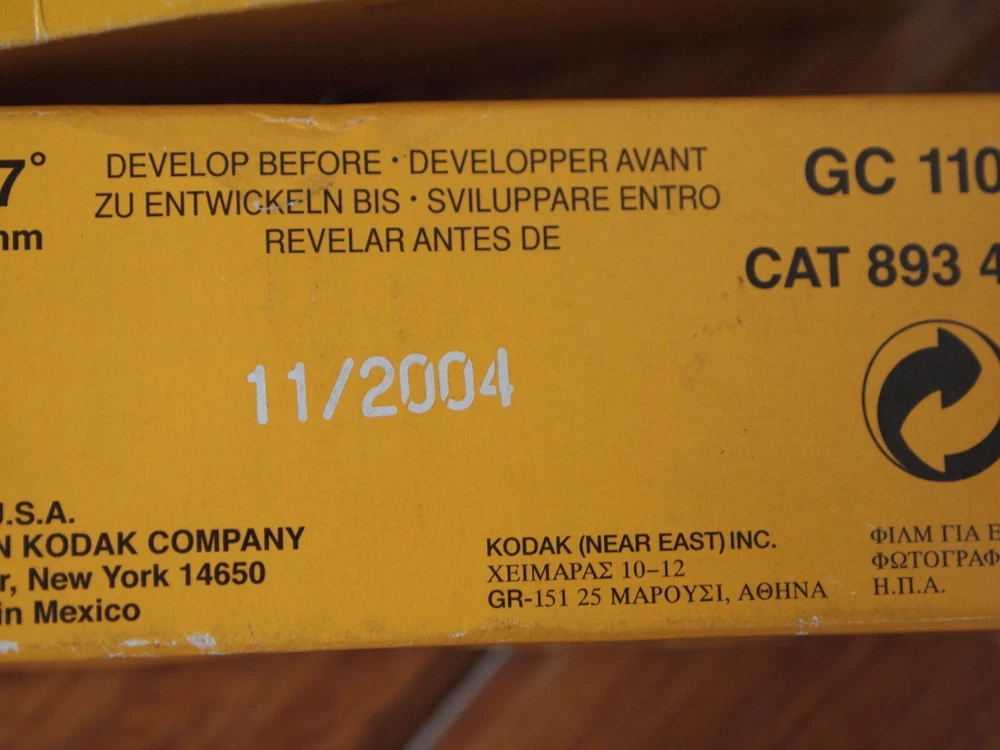 7°
DEVELOP BEFORE · DEVELOPPER AVANT
ZU ENTWICKELN BIS · SVILUPPARE ENTRO
REVELAR ANTES DE
GC 110
CAT 893 4
11/2004
U.S.A.
N KODAK COMPANY
r, New York 14650
in Mexico
KODAK (NEAR EAST) INC.
ΧΕΙΜΑΡΑΣ 10–12
GR-151 25 ΜΑΡΟΥΣΙ, ΑΘΗΝΑ
ΦΙΛΜ ΓΙΑ Ε
ΦΩΤΟΓΡΑΦ
Η.Π.Α.